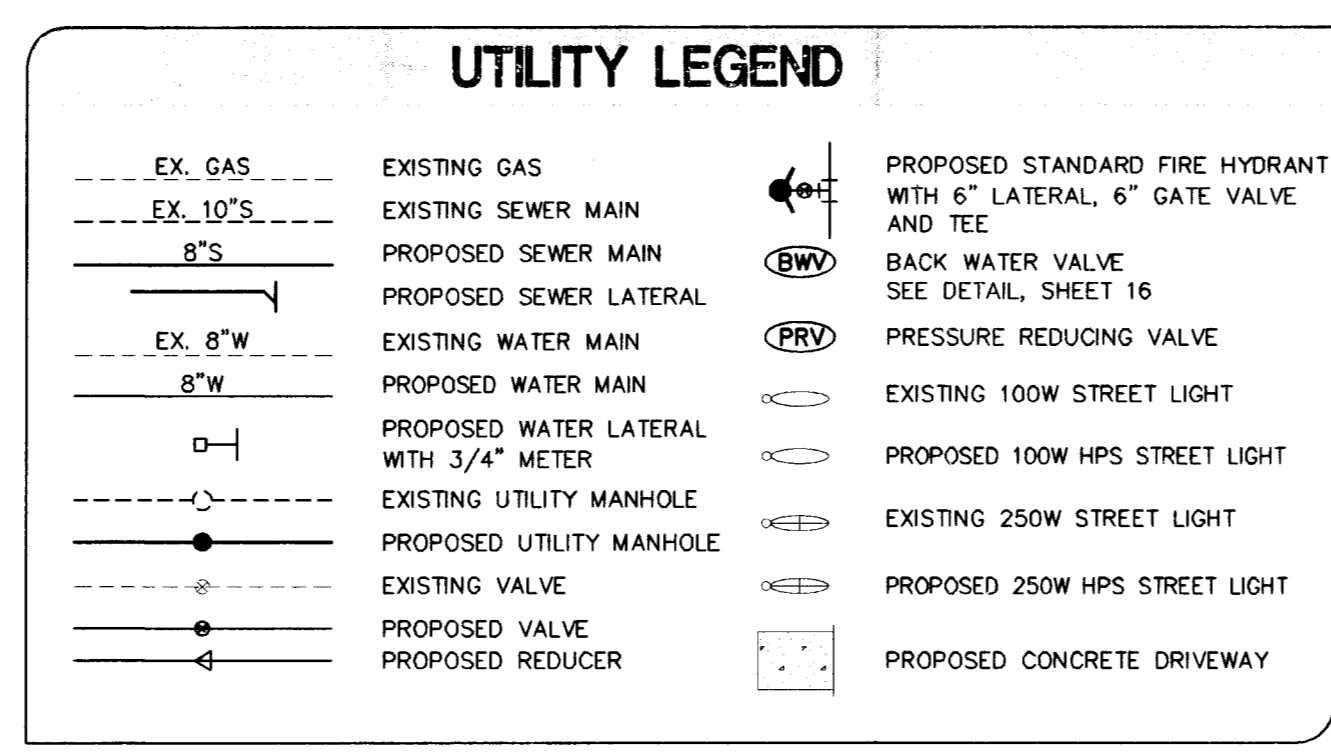 UTILITY LEGEND
EX. GAS EXISTING GAS
EX. 10"S EXISTING SEWER MAIN
8"S PROPOSED SEWER MAIN
PROPOSED SEWER LATERAL
EX. 8"W EXISTING WATER MAIN
8"W PROPOSED WATER MAIN
PROPOSED WATER LATERAL
WITH 3/4" METER
EXISTING UTILITY MANHOLE
PROPOSED UTILITY MANHOLE
EXISTING VALVE
PROPOSED VALVE
PROPOSED REDUCER
PROPOSED STANDARD FIRE HYDRANT
WITH 6" LATERAL, 6" GATE VALVE
AND TEE
BWV BACK WATER VALVE
SEE DETAIL, SHEET 16
PRV PRESSURE REDUCING VALVE
EXISTING 100W STREET LIGHT
PROPOSED 100W HPS STREET LIGHT
EXISTING 250W STREET LIGHT
PROPOSED 250W HPS STREET LIGHT
PROPOSED CONCRETE DRIVEWAY